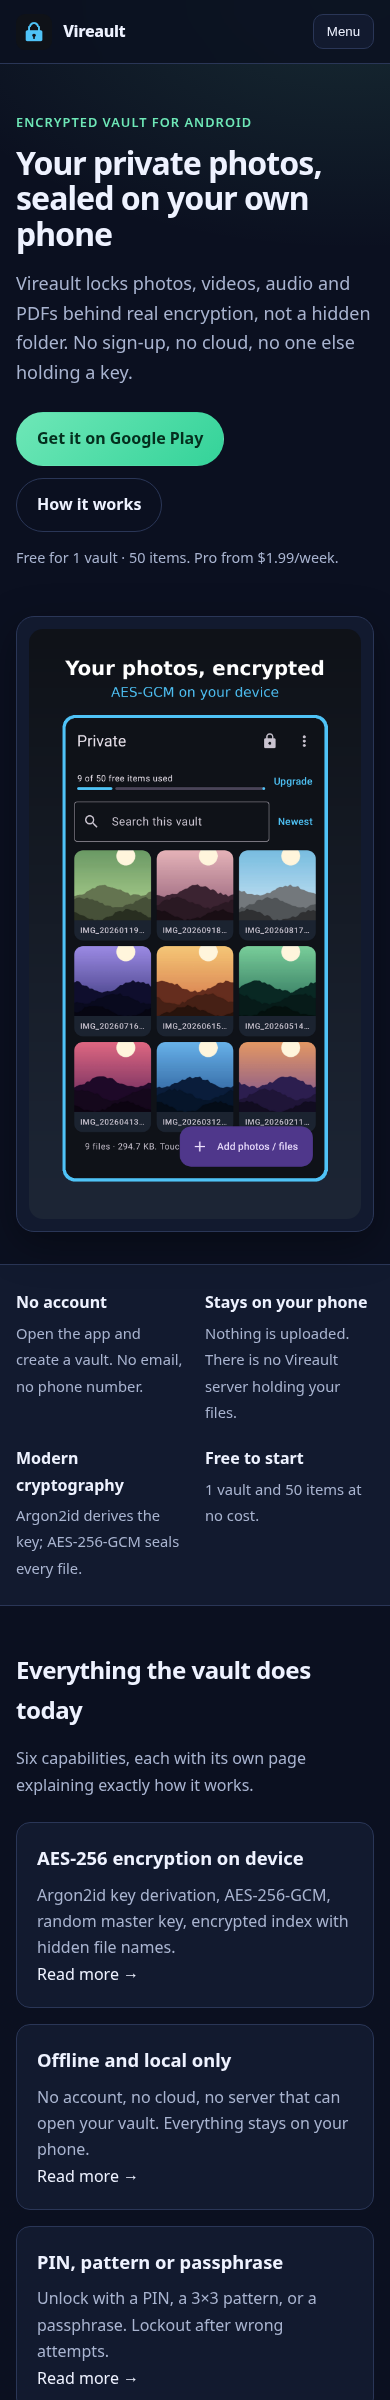 Vireault
Menu
ENCRYPTED VAULT FOR ANDROID
Your private photos,
sealed on your own
phone
Vireault locks photos, videos, audio and
PDFs behind real encryption, not a hidden
folder. No sign-up, no cloud, no one else
holding a key.
Get it on Google Play
How it works
Free for 1 vault · 50 items. Pro from $1.99/week.
Your photos, encrypted
AES-GCM on your device
Private
9 of 50 free items used
Upgrade
Search this vault
Newest
IMG_20260119…
IMG_20260918…
IMG_20260817…
IMG_20260716…
IMG_20260615…
IMG_20260514…
IMG_20260413…
IMG_20260312…
IMG_20260211…
9 files · 294.7 KB. Touc
Add photos / files
No account
Open the app and
create a vault. No email,
no phone number.
Stays on your phone
Nothing is uploaded.
There is no Vireault
server holding your
files.
Modern
cryptography
Argon2id derives the
key; AES-256-GCM seals
every file.
Free to start
1 vault and 50 items at
no cost.
Everything the vault does
today
Six capabilities, each with its own page
explaining exactly how it works.
AES-256 encryption on device
Argon2id key derivation, AES-256-GCM,
random master key, encrypted index with
hidden file names.
Read more →
Offline and local only
No account, no cloud, no server that can
open your vault. Everything stays on your
phone.
Read more →
PIN, pattern or passphrase
Unlock with a PIN, a 3×3 pattern, or a
passphrase. Lockout after wrong
attempts.
Read more →